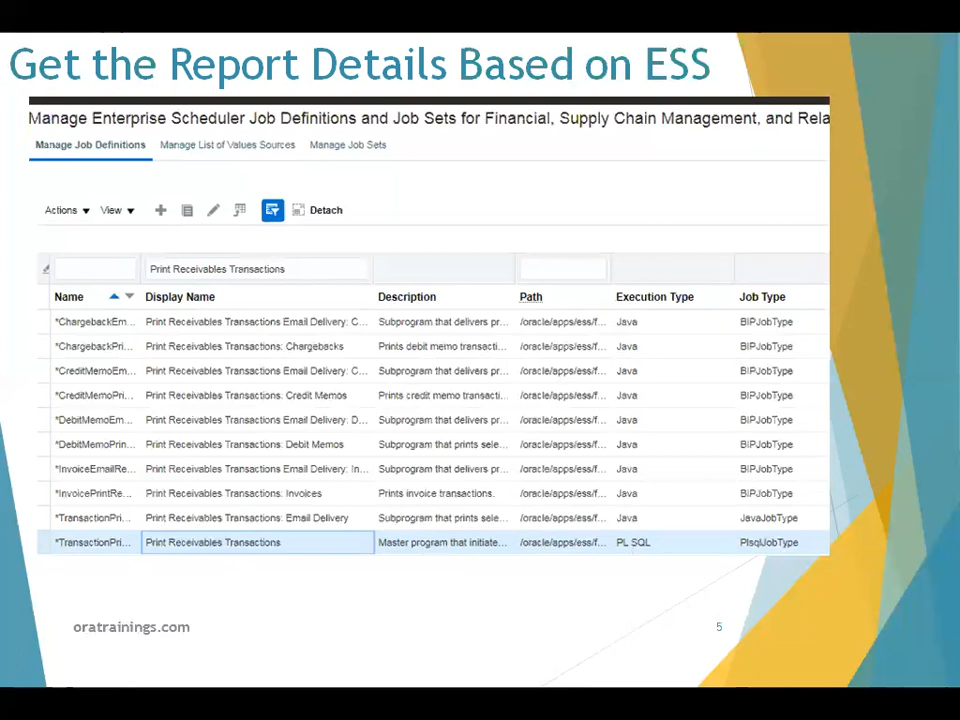 Get the Report Details Based on ESS
Manage Enterprise Scheduler Job Definitions and Job Sets for Financial, Supply Chain Management, and Rela
Manage Job Definitions Manage List of Values Sources Manage Job Sets
Actions View Detach
Print Receivables Transactions
Name Display Name Description Path Execution Type Job Type
*ChargebackEm... Print Receivables Transactions Email Delivery: C... Subprogram that delivers pr... /oracle/apps/ess/f... Java BIPJobType
*ChargebackPri... Print Receivables Transactions: Chargebacks Prints debit memo transacti... /oracle/apps/ess/f... Java BIPJobType
*CreditMemoEm... Print Receivables Transactions Email Delivery: C... Subprogram that delivers pr... /oracle/apps/ess/f... Java BIPJobType
*CreditMemoPri... Print Receivables Transactions: Credit Memos Prints credit memo transacti... /oracle/apps/ess/f... Java BIPJobType
*DebitMemoEm... Print Receivables Transactions Email Delivery: D... Subprogram that delivers pr... /oracle/apps/ess/f... Java BIPJobType
*DebitMemoPrin... Print Receivables Transactions: Debit Memos Subprogram that prints sele... /oracle/apps/ess/f... Java BIPJobType
*InvoiceEmailRe... Print Receivables Transactions Email Delivery: In... Subprogram that delivers pr... /oracle/apps/ess/f... Java BIPJobType
*InvoicePrintRe... Print Receivables Transactions: Invoices Prints invoice transactions. /oracle/apps/ess/f... Java BIPJobType
*TransactionPri... Print Receivables Transactions: Email Delivery Subprogram that prints sele... /oracle/apps/ess/f... Java JavaJobType
*TransactionPri... Print Receivables Transactions Master program that initiate... /oracle/apps/ess/f... PL SQL PlsqlJobType
oratrainings.com 5